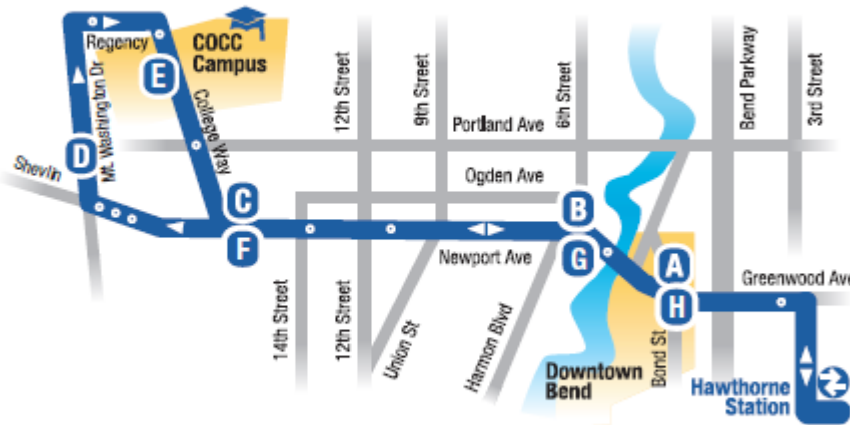 Regency
COCC
Campus
E
Mt. Washington Dr
D
College Way
Shevlin
C
F
12th Street
9th Street
6th Street
Bend Parkway
3rd Street
Portland Ave
Ogden Ave
B
G
Newport Ave
A
H
Greenwood Ave
14th Street
12th Street
Union St
Harmon Blvd
Bond St
Downtown
Bend
Hawthorne
Station